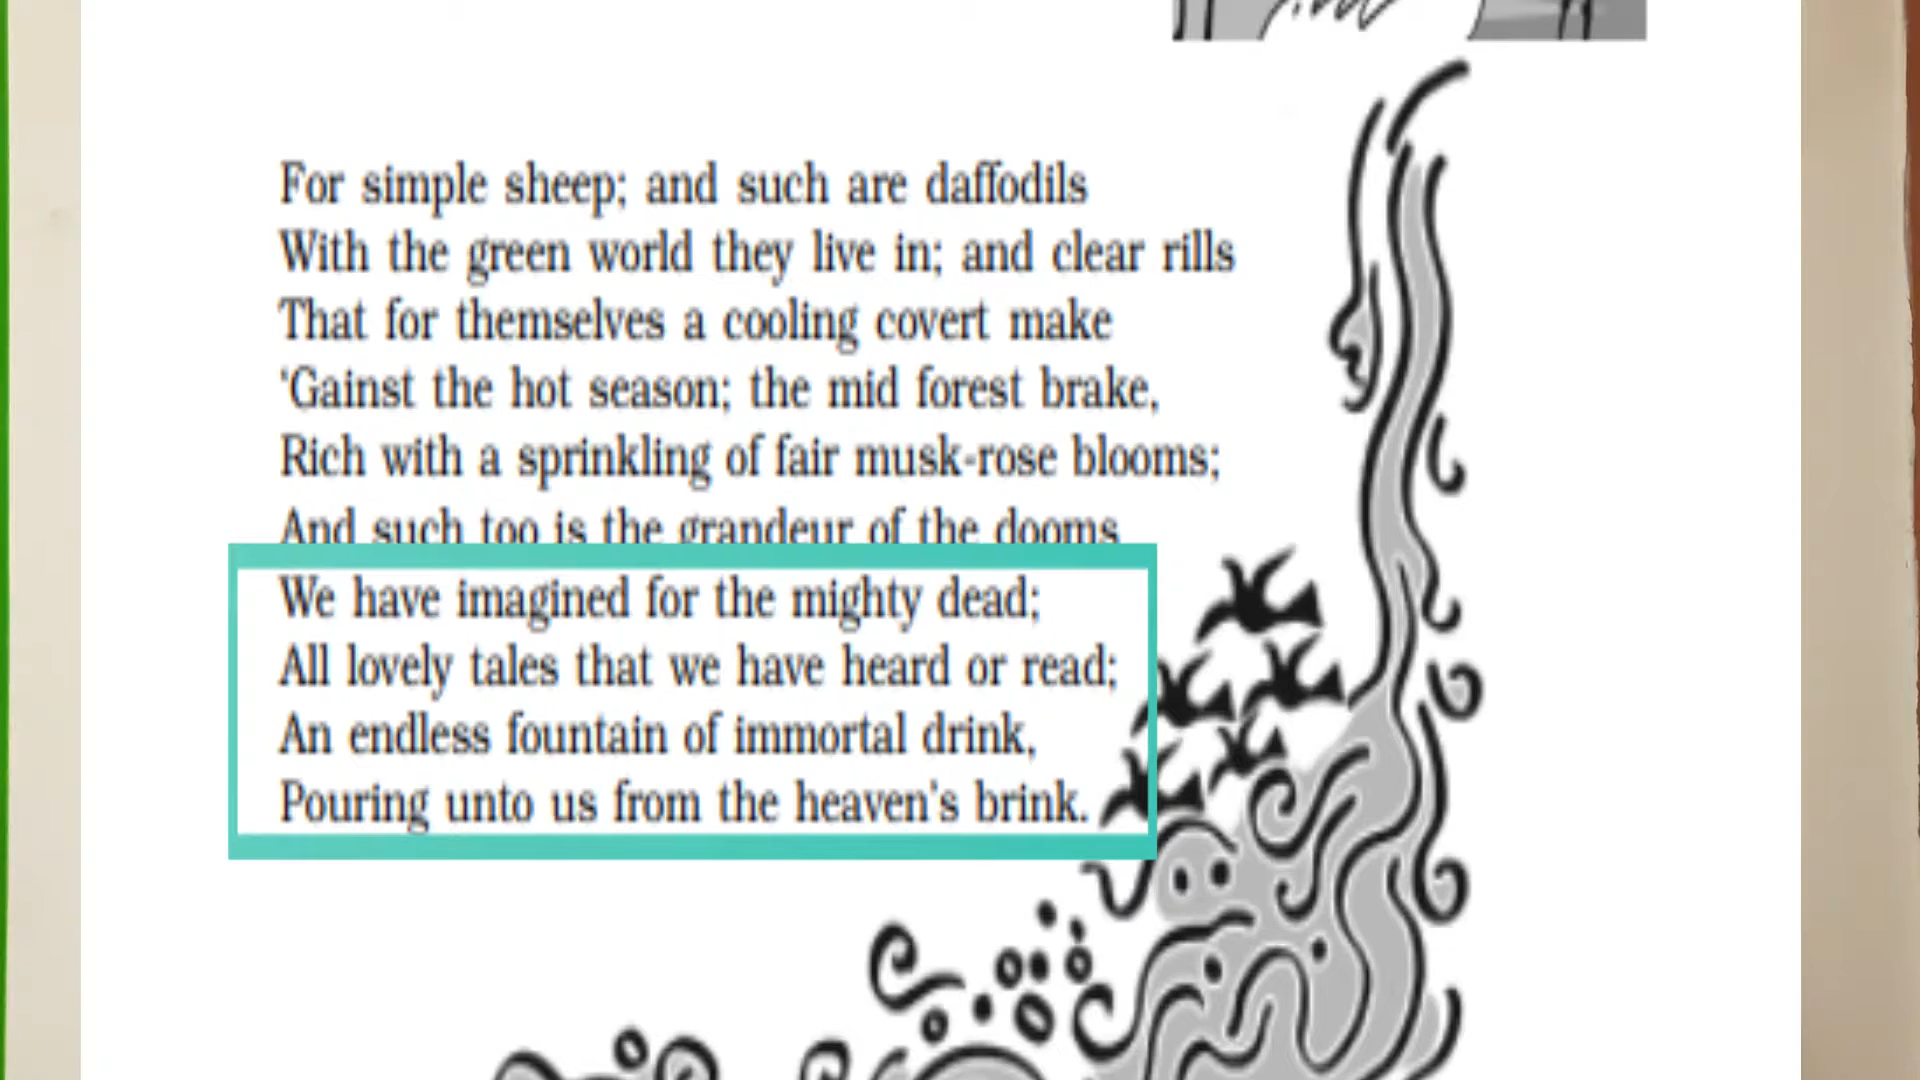 For simple sheep; and such are daffodils
With the green world they live in; and clear rills
That for themselves a cooling covert make
‘Gainst the hot season; the mid forest brake,
Rich with a sprinkling of fair musk-rose blooms;
And such too is the grandeur of the dooms
We have imagined for the mighty dead;
All lovely tales that we have heard or read;
An endless fountain of immortal drink,
Pouring unto us from the heaven's brink.